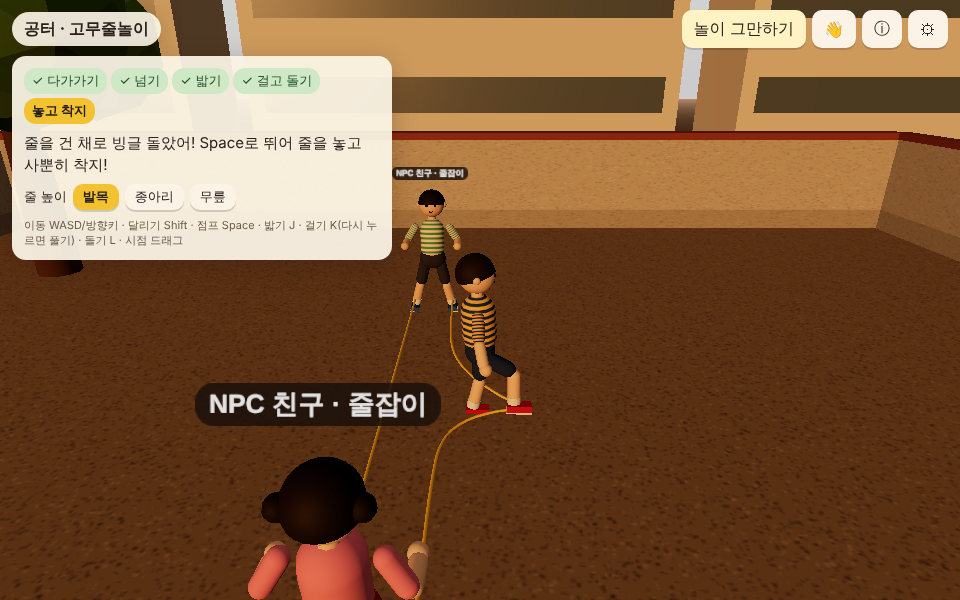 공터 · 고무줄놀이
놀이 그만하기
✓ 다가가기 ✓ 넘기 ✓ 밟기 ✓ 걸고 돌기
놓고 착지
줄을 건 채로 빙글 돌았어! Space로 뛰어 줄을 놓고
사뿐히 착지!
줄 높이 발목 종아리 무릎
이동 WASD/방향키 · 달리기 Shift · 점프 Space · 밟기 J · 걸기 K(다시 누
르면 풀기) · 돌기 L · 시점 드래그
NPC 친구 · 줄잡이
NPC 친구 · 줄잡이